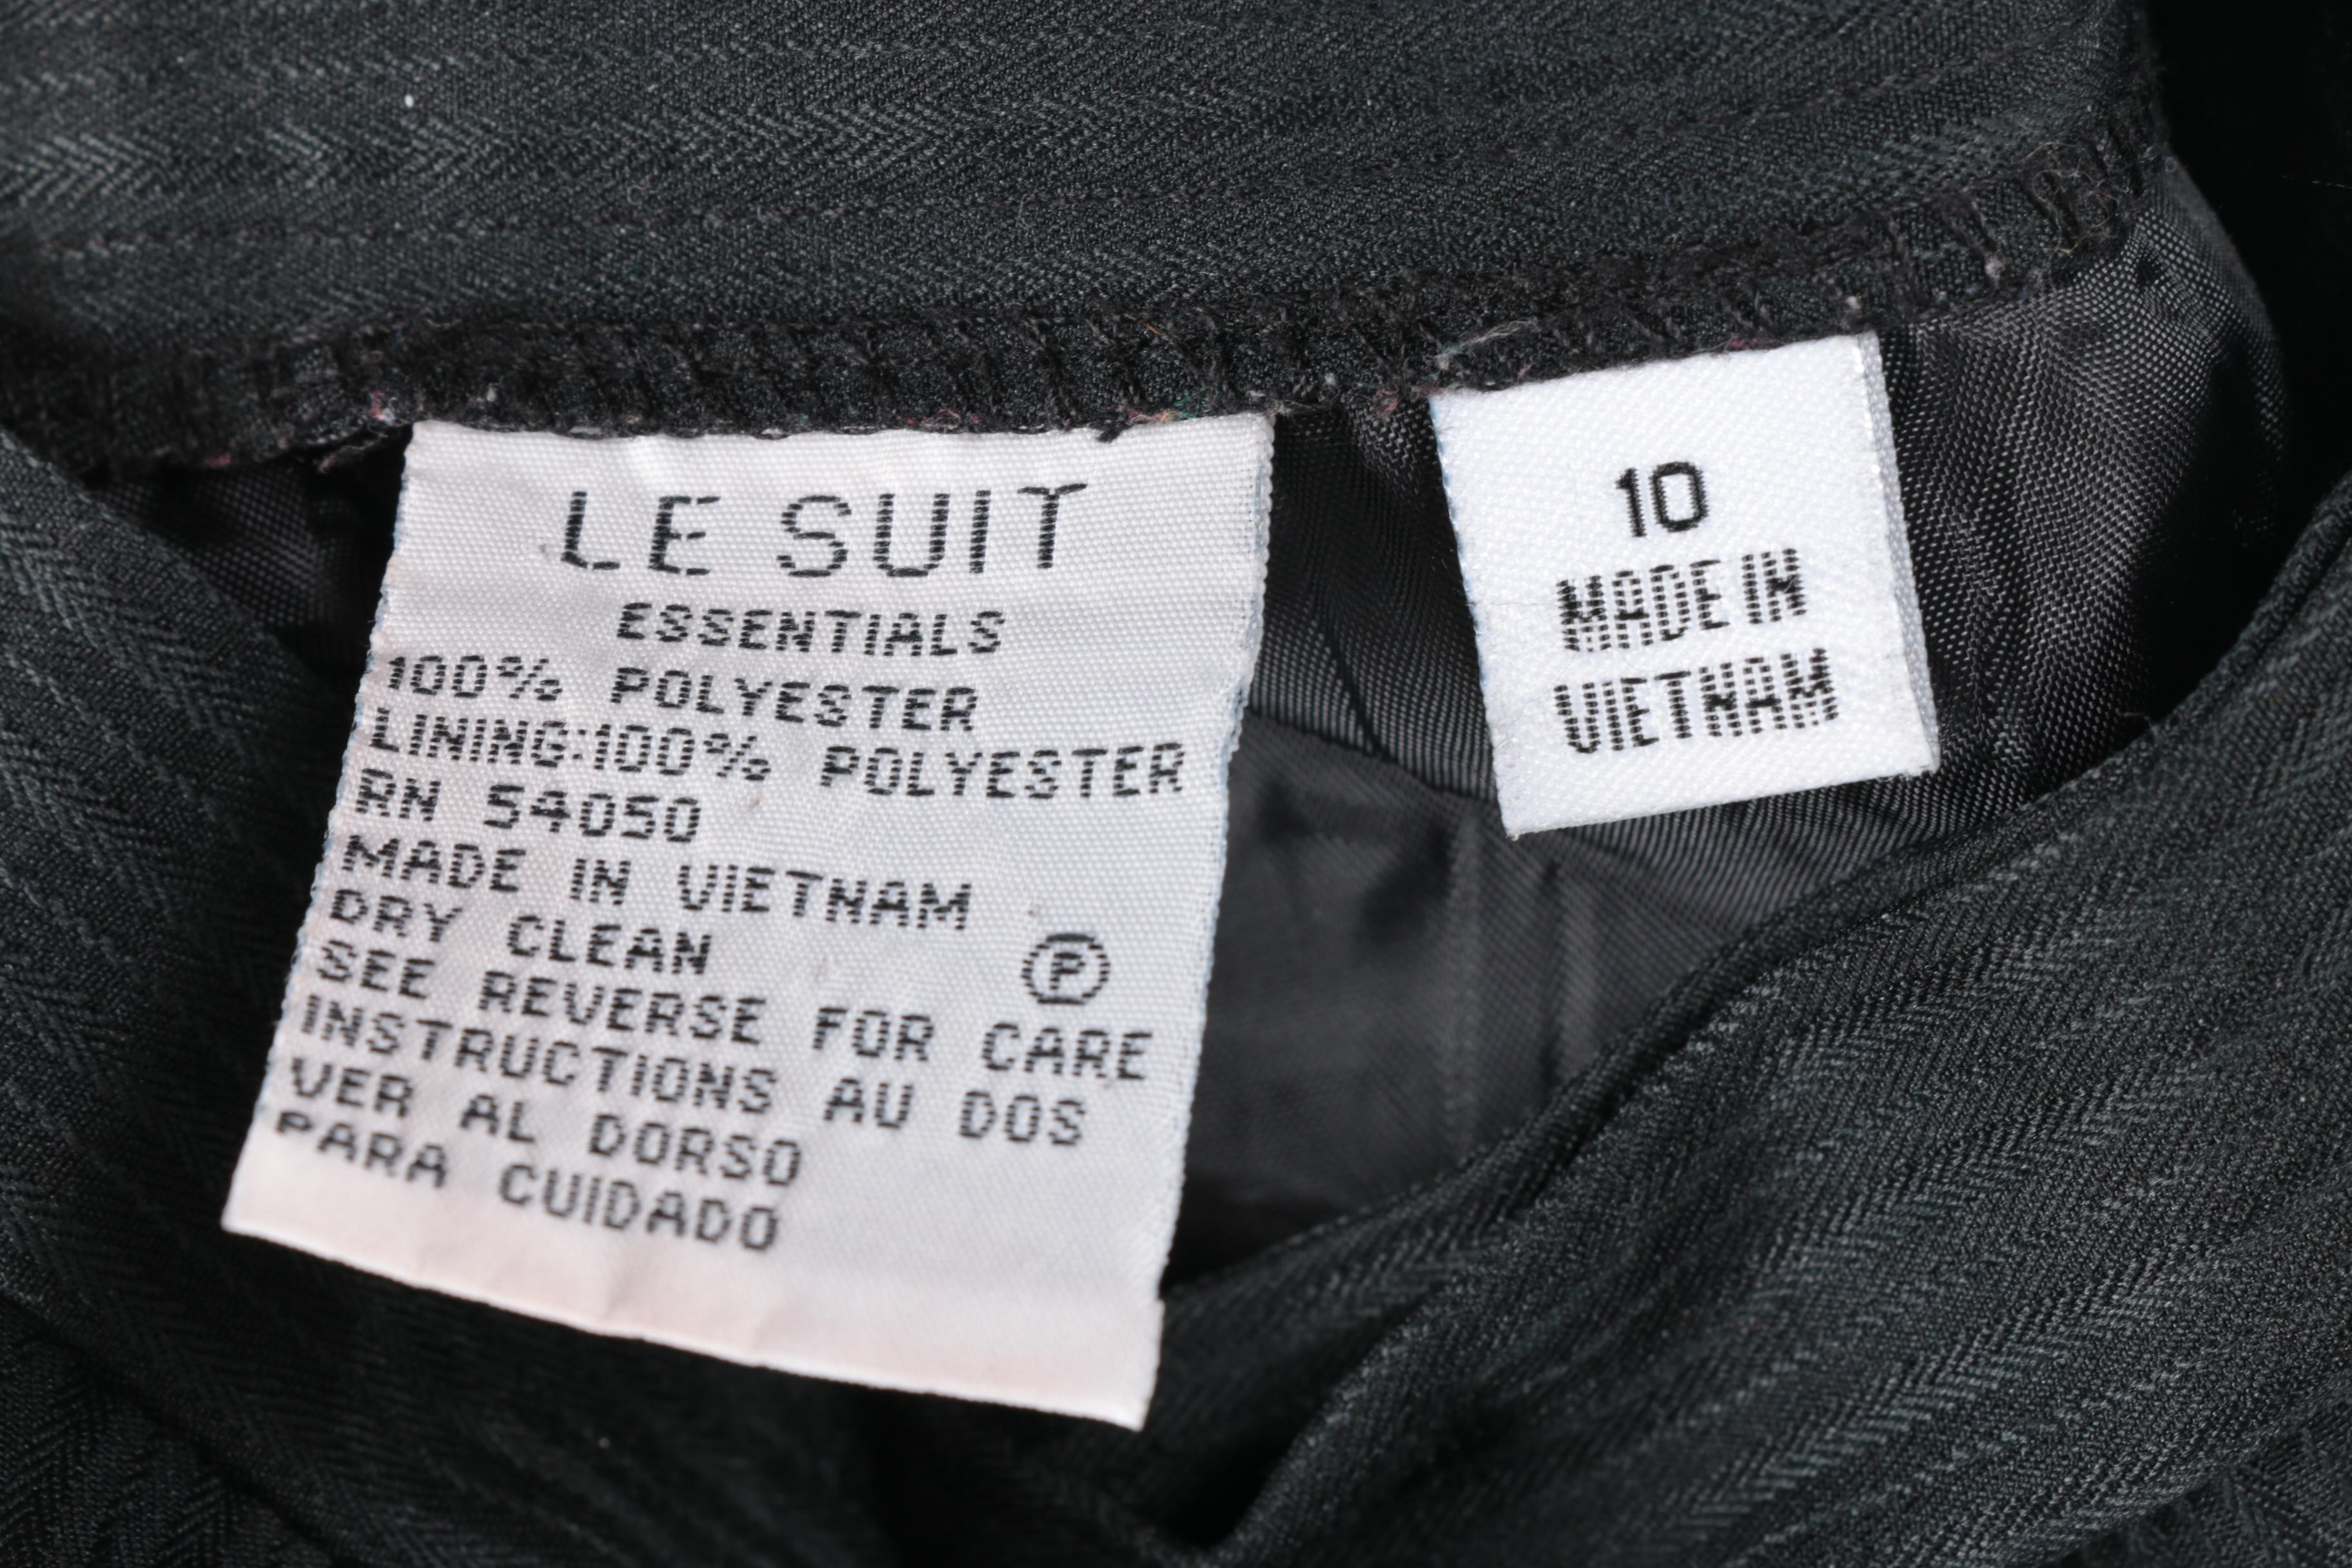 LE SUIT
ESSENTIALS
100% POLYESTER
LINING:100% POLYESTER
RN 54050
MADE IN VIETNAM
DRY CLEAN Ⓟ
SEE REVERSE FOR CARE
INSTRUCTIONS AU DOS
VER AL DORSO
PARA CUIDADO
10
MADE IN
VIETNAM